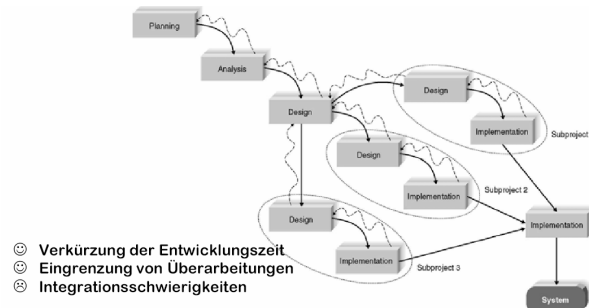 Planning
Analysis
Design
Design
Implementation
Subproject
Design
Implementation
Subproject 2
Design
Implementation
Subproject 3
Implementation
System
☺ Verkürzung der Entwicklungszeit
☺ Eingrenzung von Überarbeitungen
☹ Integrationsschwierigkeiten